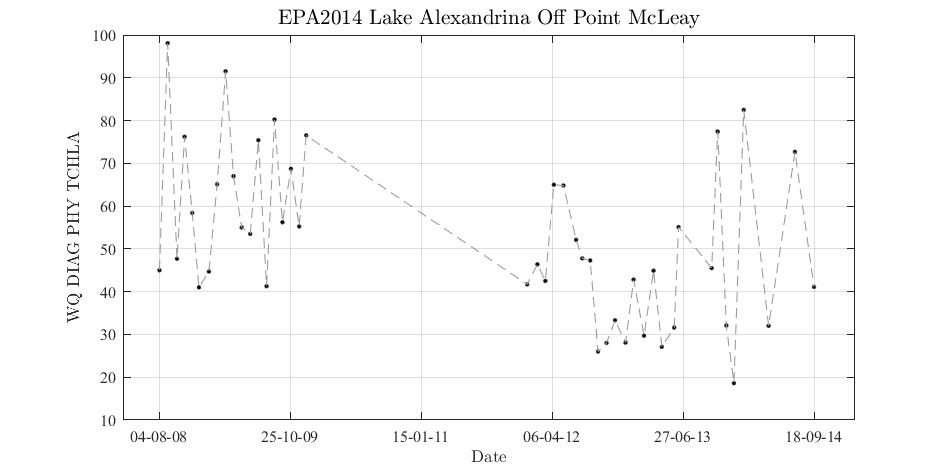 EPA2014 Lake Alexandrina Off Point McLeay
WQ DIAG PHY TCHLA
100
90
80
70
60
50
40
30
20
10
04-08-08 25-10-09 15-01-11 06-04-12 27-06-13 18-09-14
Date